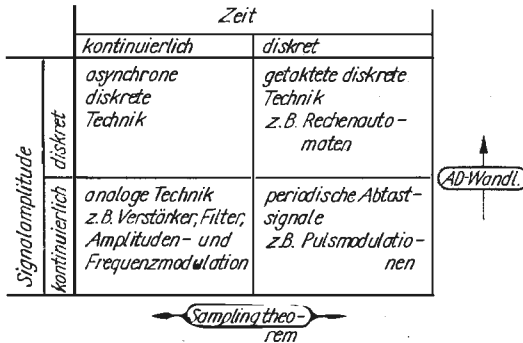 Zeit
kontinuierlich
diskret
Signalamplitude
diskret
asynchrone
diskrete
Technik
getaktete diskrete
Technik
z.B. Rechenauto-
maten
AD-Wandl.
kontinuierlich
analoge Technik
z.B. Verstärker, Filter,
Amplituden- und
Frequenzmodulation
periodische Abtast-
signale
z.B. Pulsmodulatio-
nen
Samplingtheo-
rem